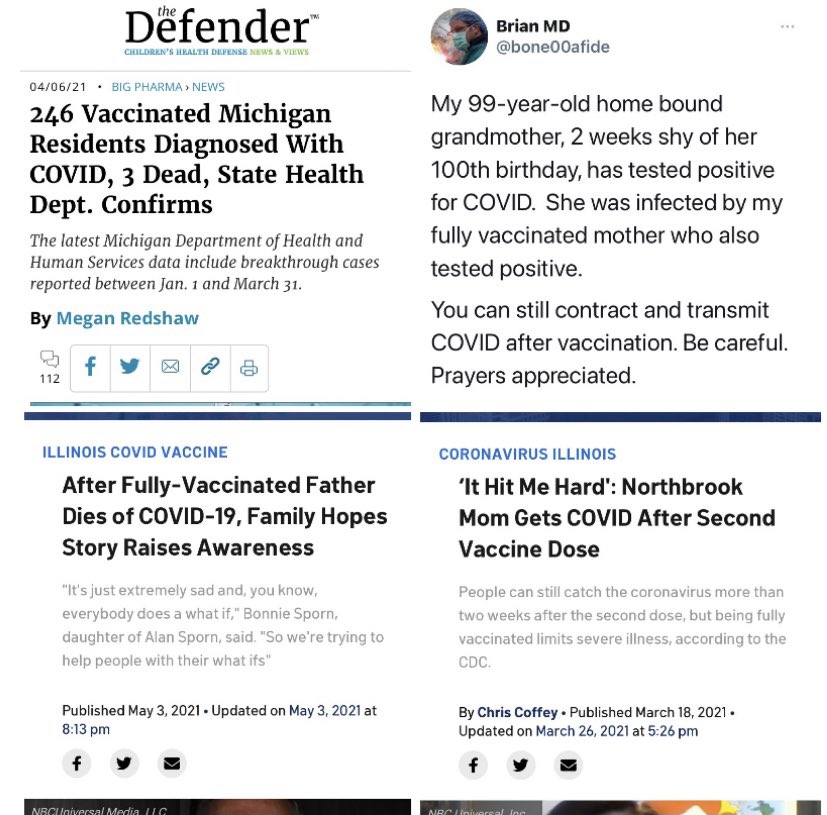 the
Defender™
CHILDREN'S HEALTH DEFENSE NEWS & VIEWS
04/06/21 • BIG PHARMA › NEWS
246 Vaccinated Michigan
Residents Diagnosed With
COVID, 3 Dead, State Health
Dept. Confirms
The latest Michigan Department of Health and
Human Services data include breakthrough cases
reported between Jan. 1 and March 31.
By Megan Redshaw
112
Brian MD
@bone00afide
My 99-year-old home bound
grandmother, 2 weeks shy of her
100th birthday, has tested positive
for COVID. She was infected by my
fully vaccinated mother who also
tested positive.
You can still contract and transmit
COVID after vaccination. Be careful.
Prayers appreciated.
ILLINOIS COVID VACCINE
After Fully-Vaccinated Father
Dies of COVID-19, Family Hopes
Story Raises Awareness
"It's just extremely sad and, you know,
everybody does a what if," Bonnie Sporn,
daughter of Alan Sporn, said. "So we're trying to
help people with their what ifs"
Published May 3, 2021 • Updated on May 3, 2021 at
8:13 pm
NBCUniversal Media, LLC
CORONAVIRUS ILLINOIS
‘It Hit Me Hard': Northbrook
Mom Gets COVID After Second
Vaccine Dose
People can still catch the coronavirus more than
two weeks after the second dose, but being fully
vaccinated limits severe illness, according to the
CDC.
By Chris Coffey • Published March 18, 2021 •
Updated on March 26, 2021 at 5:26 pm
NBC Universal, Inc.